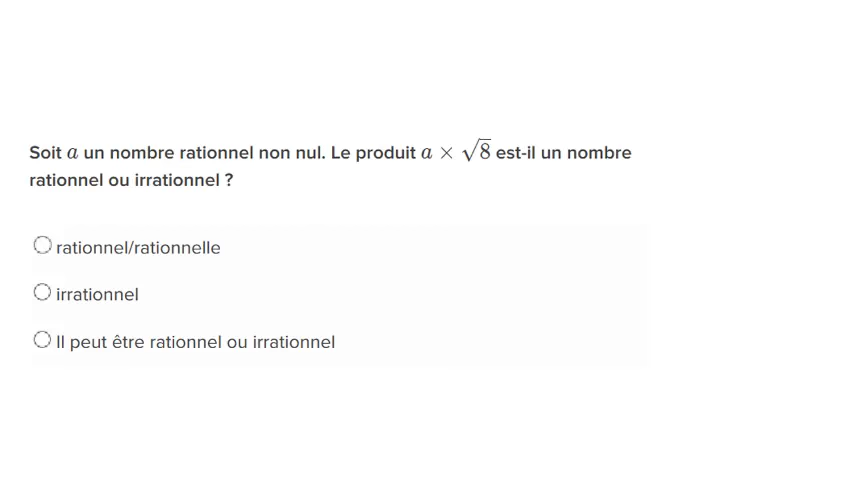 Soit a un nombre rationnel non nul. Le produit a × √8 est-il un nombre
rationnel ou irrationnel ?
rationnel/rationnelle
irrationnel
Il peut être rationnel ou irrationnel